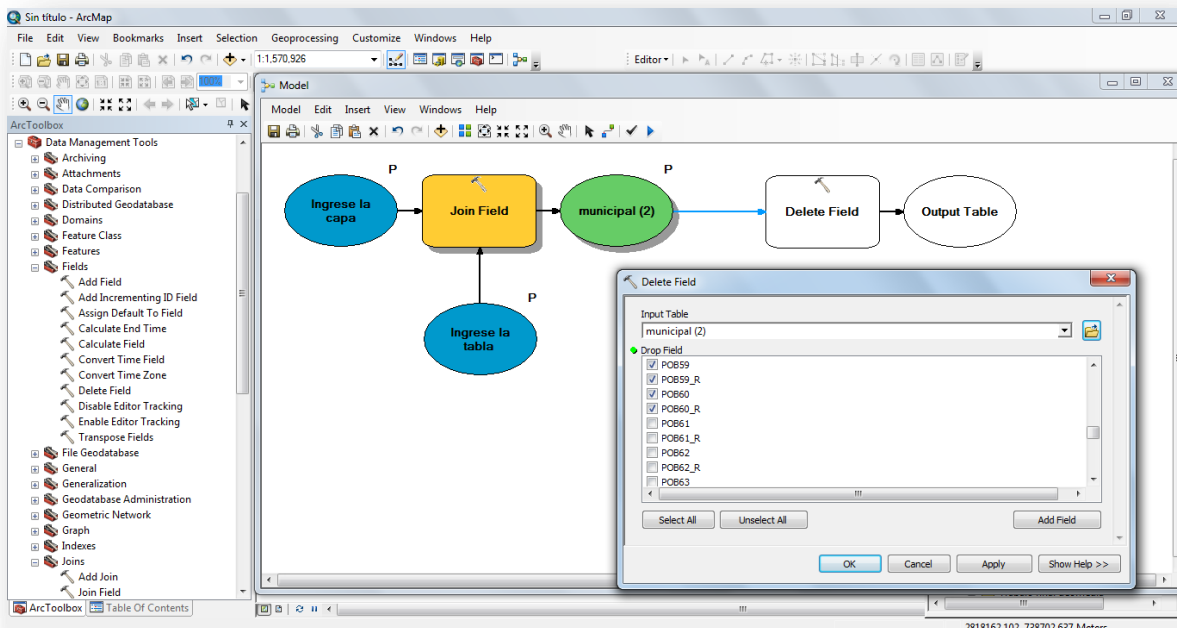 Sin título - ArcMap
File Edit View Bookmarks Insert Selection Geoprocessing Customize Windows Help
1:1,570,926
Editor
100%
ArcToolbox
Data Management Tools
Archiving
Attachments
Data Comparison
Distributed Geodatabase
Domains
Feature Class
Features
Fields
Add Field
Add Incrementing ID Field
Assign Default To Field
Calculate End Time
Calculate Field
Convert Time Field
Convert Time Zone
Delete Field
Disable Editor Tracking
Enable Editor Tracking
Transpose Fields
File Geodatabase
General
Generalization
Geodatabase Administration
Geometric Network
Graph
Indexes
Joins
Add Join
Join Field
ArcToolbox Table Of Contents
Model
Model Edit Insert View Windows Help
P
Ingrese la
capa
Join Field
P
municipal (2)
Delete Field
Output Table
P
Ingrese la
tabla
Delete Field
Input Table
municipal (2)
Drop Field
POB59
POB59_R
POB60
POB60_R
POB61
POB61_R
POB62
POB62_R
POB63
Select All Unselect All Add Field
OK Cancel Apply Show Help >>
2818162,102 738702,637 Meters